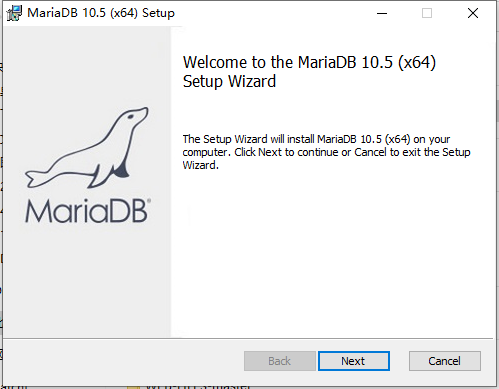 MariaDB 10.5 (x64) Setup
Welcome to the MariaDB 10.5 (x64)
Setup Wizard
The Setup Wizard will install MariaDB 10.5 (x64) on your
computer. Click Next to continue or Cancel to exit the Setup
Wizard.
MariaDB®
Back
Next
Cancel